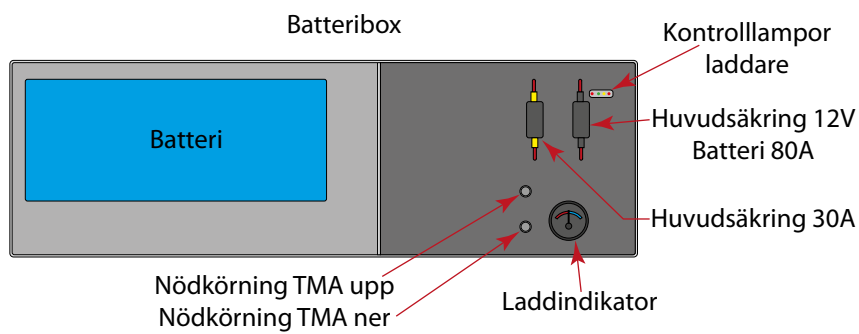 Batteribox
Kontrolllampor
laddare
Batteri
Huvudsäkring 12V
Batteri 80A
Huvudsäkring 30A
Nödkörning TMA upp
Nödkörning TMA ner
Laddindikator